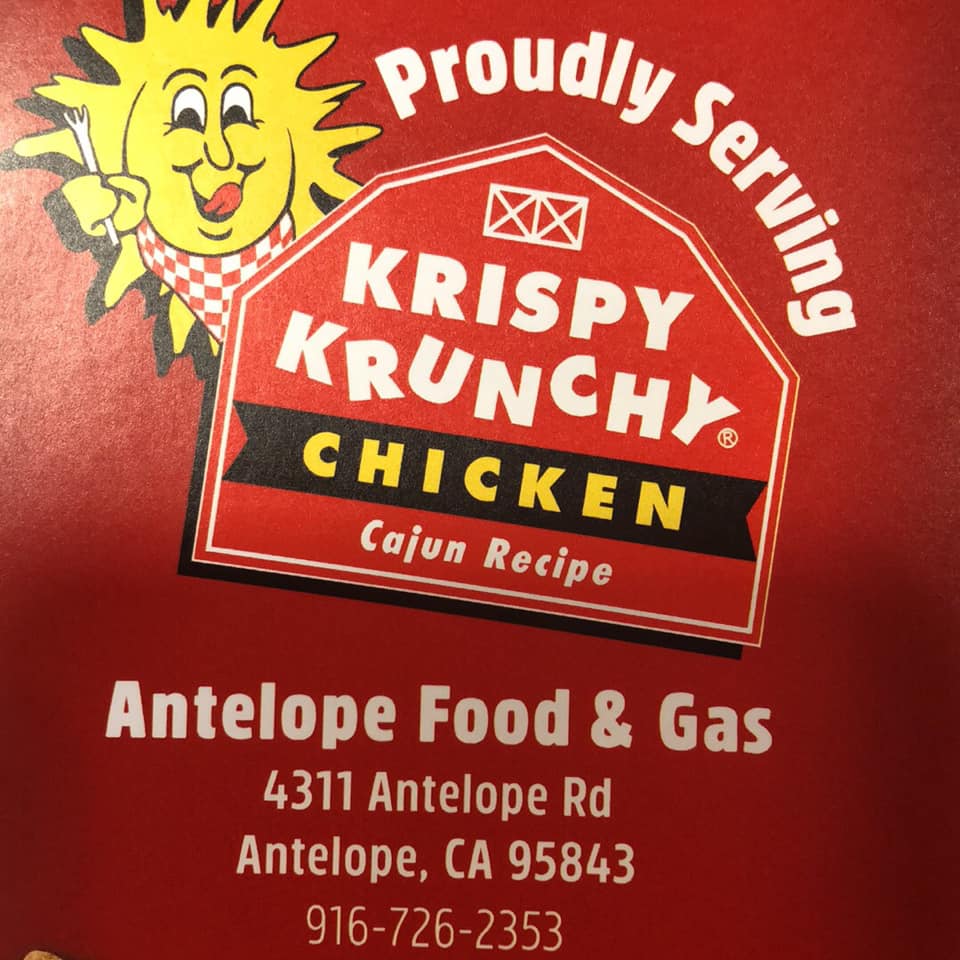 Proudly Serving
KRISPY
KRUNCHY®
CHICKEN
Cajun Recipe
Antelope Food & Gas
4311 Antelope Rd
Antelope, CA 95843
916-726-2353